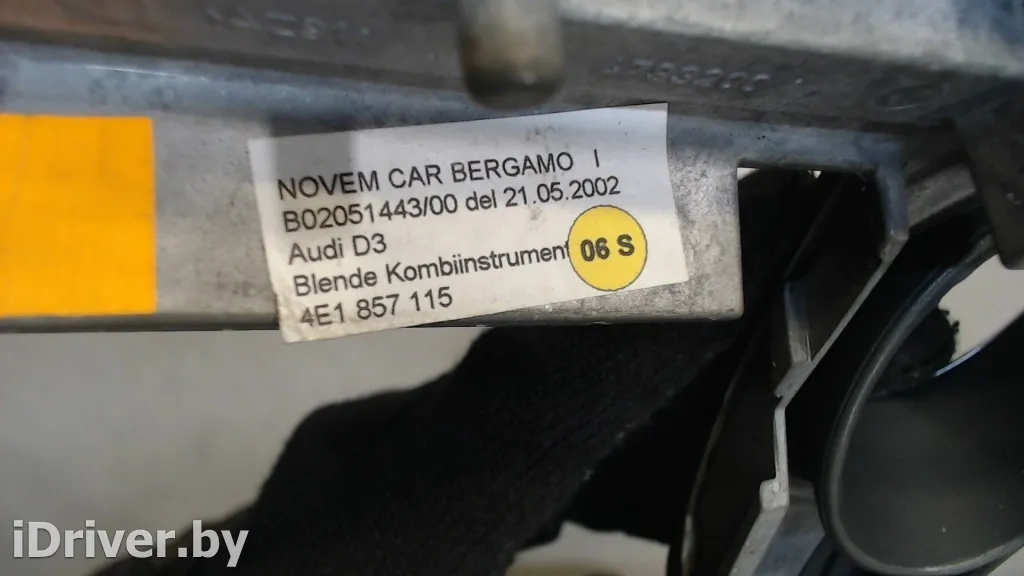 NOVEM CAR BERGAMO I
B02051443/00 del 21.05.2002
Audi D3
Blende Kombiinstrument
06 S
4E1 857 115
iDriver.by